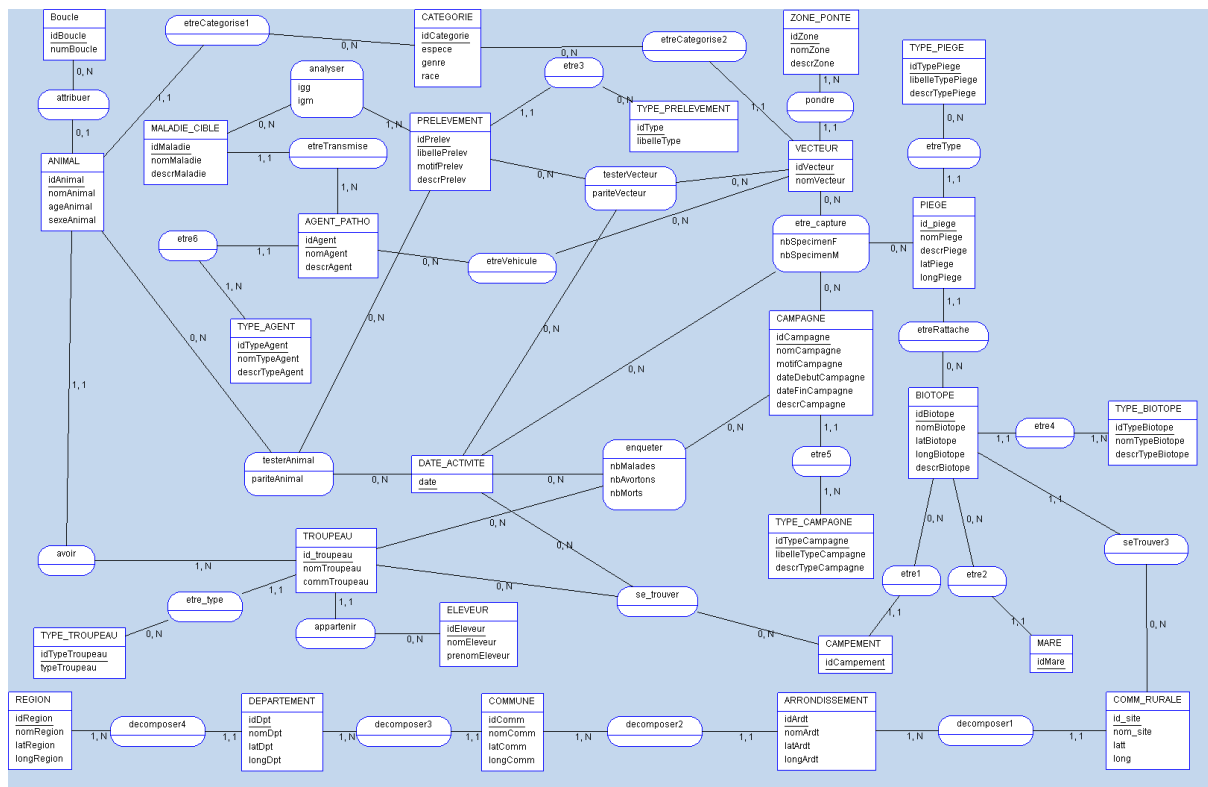 Boucle
idBoucle
numBoucle
etreCategorise1
CATEGORIE
idCategorie
espece
genre
race
etreCategorise2
ZONE_PONTE
idZone
nomZone
descrZone
TYPE_PIEGE
idTypePiege
libelleTypePiege
descrTypePiege
0, N
0, N
0, N
1, N
0, N
attribuer
0, 1
1, 1
analyser
igg
igm
etre3
0, N
1, 1
TYPE_PRELEVEMENT
idType
libelleType
pondre
1, 1
1, 1
MALADIE_CIBLE
idMaladie
nomMaladie
descrMaladie
0, N
1, N
PRELEVEMENT
idPrelev
libellePrelev
motifPrelev
descrPrelev
etreTransmise
1, 1
1, N
VECTEUR
idVecteur
nomVecteur
etreType
1, 1
ANIMAL
idAnimal
nomAnimal
ageAnimal
sexeAnimal
testerVecteur
pariteVecteur
0, N
0, N
0, N
0, N
PIEGE
id_piege
nomPiege
descrPiege
latPiege
longPiege
AGENT_PATHO
idAgent
nomAgent
descrAgent
etre_capture
nbSpecimenF
nbSpecimenM
0, N
etre6
1, 1
0, N
etreVehicule
1, N
0, N
1, 1
TYPE_AGENT
idTypeAgent
nomTypeAgent
descrTypeAgent
CAMPAGNE
idCampagne
nomCampagne
motifCampagne
dateDebutCampagne
dateFinCampagne
descrCampagne
etreRattache
0, N
0, N
0, N
0, N
0, N
1, 1
0, N
BIOTOPE
idBiotope
nomBiotope
latBiotope
longBiotope
descrBiotope
etre4
1, 1
1, N
TYPE_BIOTOPE
idTypeBiotope
nomTypeBiotope
descrTypeBiotope
0, N
1, 1
enqueter
nbMalades
nbAvortons
nbMorts
etre5
1, N
testerAnimal
pariteAnimal
0, N
DATE_ACTIVITE
date
0, N
0, N
0, N
0, N
0, N
1, 1
TYPE_CAMPAGNE
idTypeCampagne
libelleTypeCampagne
descrTypeCampagne
TROUPEAU
id_troupeau
nomTroupeau
commTroupeau
avoir
1, N
seTrouver3
etre_type
1, 1
1, 1
0, N
se_trouver
etre1
etre2
TYPE_TROUPEAU
idTypeTroupeau
typeTroupeau
0, N
appartenir
0, N
ELEVEUR
idEleveur
nomEleveur
prenomEleveur
0, N
1, 1
1, 1
0, N
CAMPEMENT
idCampement
MARE
idMare
REGION
idRegion
nomRegion
latRegion
longRegion
1, N
decomposer4
1, 1
DEPARTEMENT
idDpt
nomDpt
latDpt
longDpt
1, N
decomposer3
1, 1
COMMUNE
idComm
nomComm
latComm
longComm
1, N
decomposer2
1, 1
ARRONDISSEMENT
idArdt
nomArdt
latArdt
longArdt
1, N
decomposer1
1, 1
COMM_RURALE
id_site
nom_site
latt
long